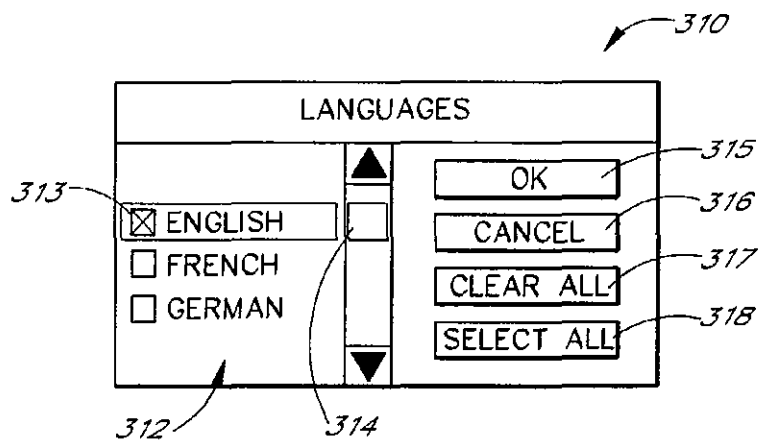 310
LANGUAGES
315
OK
313
316
ENGLISH
CANCEL
317
FRENCH
CLEAR ALL
GERMAN
318
SELECT ALL
312
314